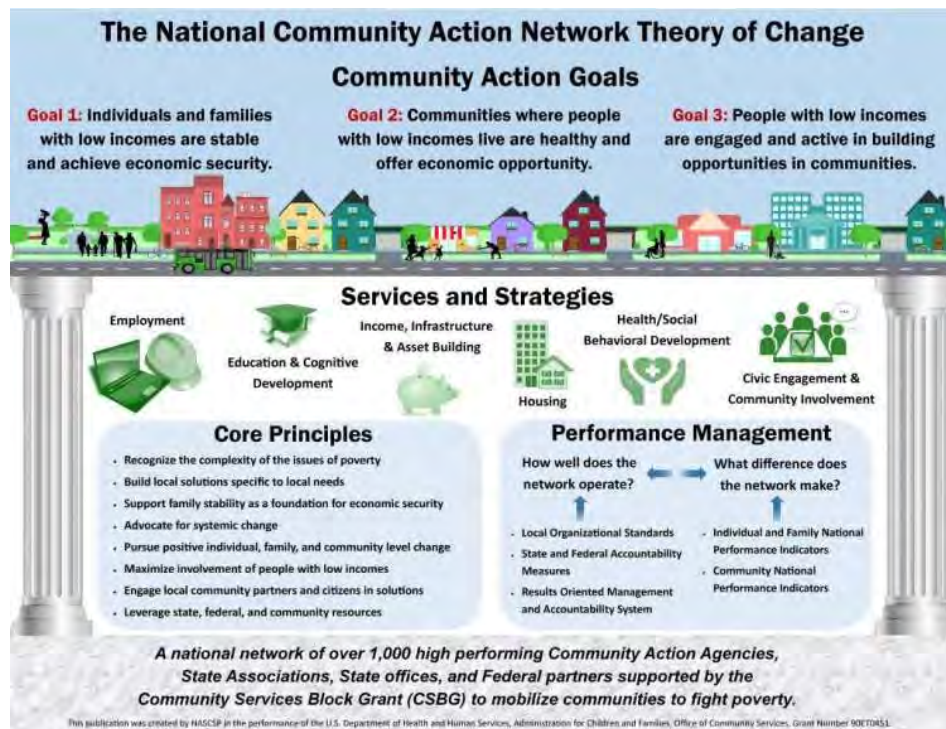 The National Community Action Network Theory of Change
Community Action Goals
Goal 1: Individuals and families
with low incomes are stable
and achieve economic security.
Goal 2: Communities where people
with low incomes live are healthy and
offer economic opportunity.
Goal 3: People with low incomes
are engaged and active in building
opportunities in communities.
Services and Strategies
Employment
Education & Cognitive
Development
Income, Infrastructure
& Asset Building
Housing
Health/Social
Behavioral Development
Civic Engagement &
Community Involvement
Core Principles
• Recognize the complexity of the issues of poverty
• Build local solutions specific to local needs
• Support family stability as a foundation for economic security
• Advocate for systemic change
• Pursue positive individual, family, and community level change
• Maximize involvement of people with low incomes
• Engage local community partners and citizens in solutions
• Leverage state, federal, and community resources
Performance Management
How well does the
network operate?
What difference does
the network make?
• Local Organizational Standards
• State and Federal Accountability
Measures
• Results Oriented Management
and Accountability System
• Individual and Family National
Performance Indicators
• Community National
Performance Indicators
A national network of over 1,000 high performing Community Action Agencies,
State Associations, State offices, and Federal partners supported by the
Community Services Block Grant (CSBG) to mobilize communities to fight poverty.
This publication was created by NASCSP in the performance of the U.S. Department of Health and Human Services, Administration for Children and Families, Office of Community Services, Grant Number